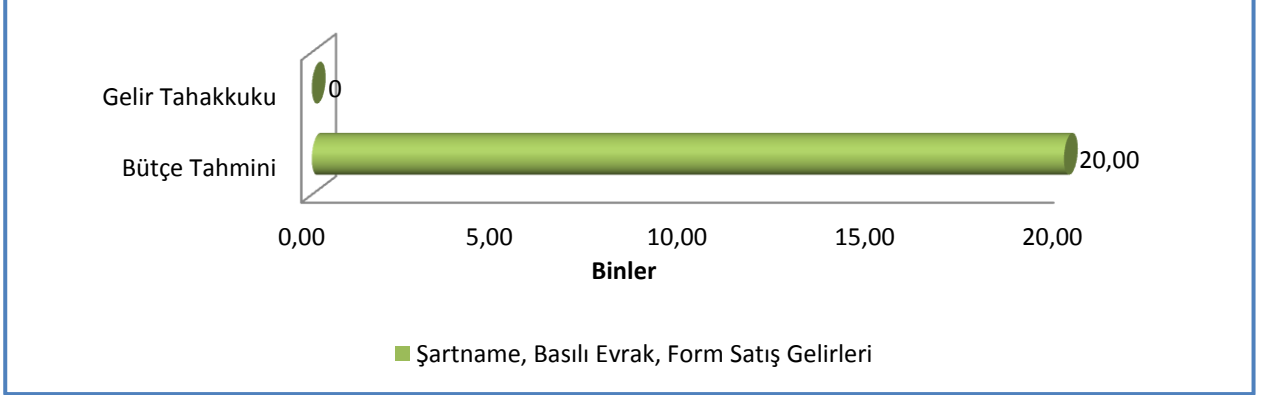 Gelir Tahakkuku
0
Bütçe Tahmini
20,00
0,00 5,00 10,00 15,00 20,00
Binler
Şartname, Basılı Evrak, Form Satış Gelirleri